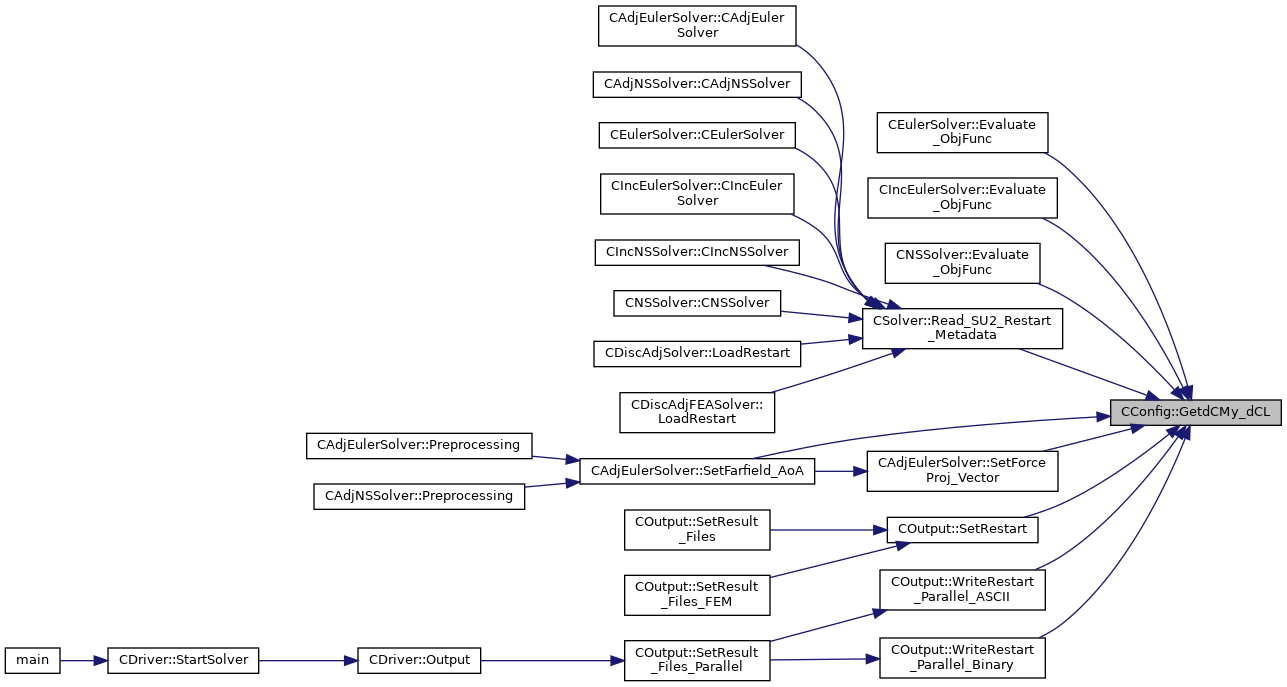 CAdjEulerSolver::CAdjEuler
Solver
CAdjNSSolver::CAdjNSSolver
CEulerSolver::CEulerSolver
CIncEulerSolver::CIncEuler
Solver
CIncNSSolver::CIncNSSolver
CNSSolver::CNSSolver
CDiscAdjSolver::LoadRestart
CDiscAdjFEASolver::
LoadRestart
CEulerSolver::Evaluate
_ObjFunc
CIncEulerSolver::Evaluate
_ObjFunc
CNSSolver::Evaluate
_ObjFunc
CSolver::Read_SU2_Restart
_Metadata
CConfig::GetdCMy_dCL
CAdjEulerSolver::Preprocessing
CAdjNSSolver::Preprocessing
CAdjEulerSolver::SetFarfield_AoA
CAdjEulerSolver::SetForce
Proj_Vector
COutput::SetResult
_Files
COutput::SetRestart
COutput::SetResult
_Files_FEM
COutput::WriteRestart
_Parallel_ASCII
main
CDriver::StartSolver
CDriver::Output
COutput::SetResult
_Files_Parallel
COutput::WriteRestart
_Parallel_Binary